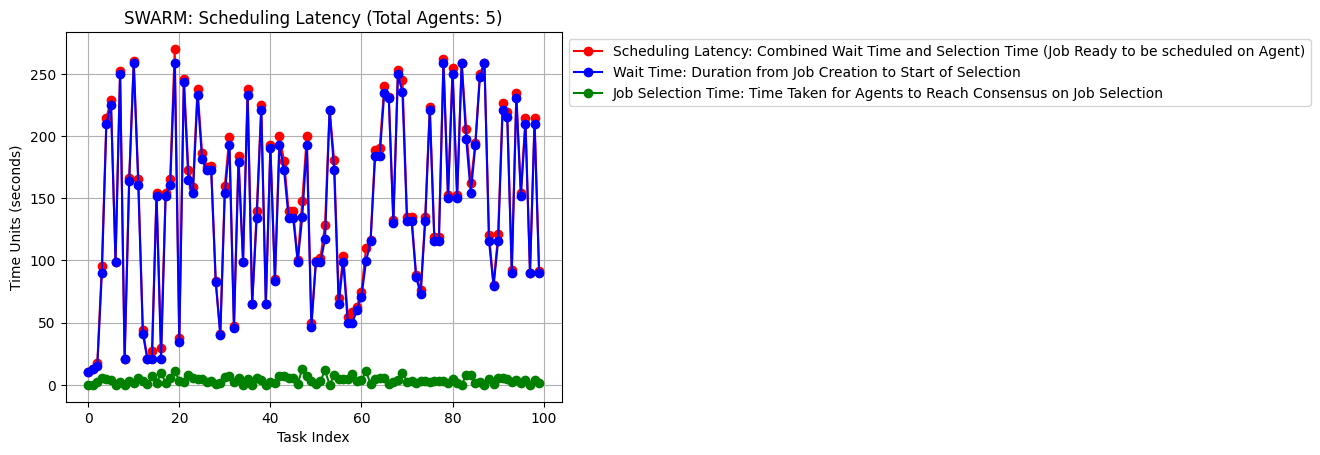 SWARM: Scheduling Latency (Total Agents: 5)
Scheduling Latency: Combined Wait Time and Selection Time (Job Ready to be scheduled on Agent)
Wait Time: Duration from Job Creation to Start of Selection
Job Selection Time: Time Taken for Agents to Reach Consensus on Job Selection
Time Units (seconds)
250
200
150
100
50
0
0 20 40 60 80 100
Task Index